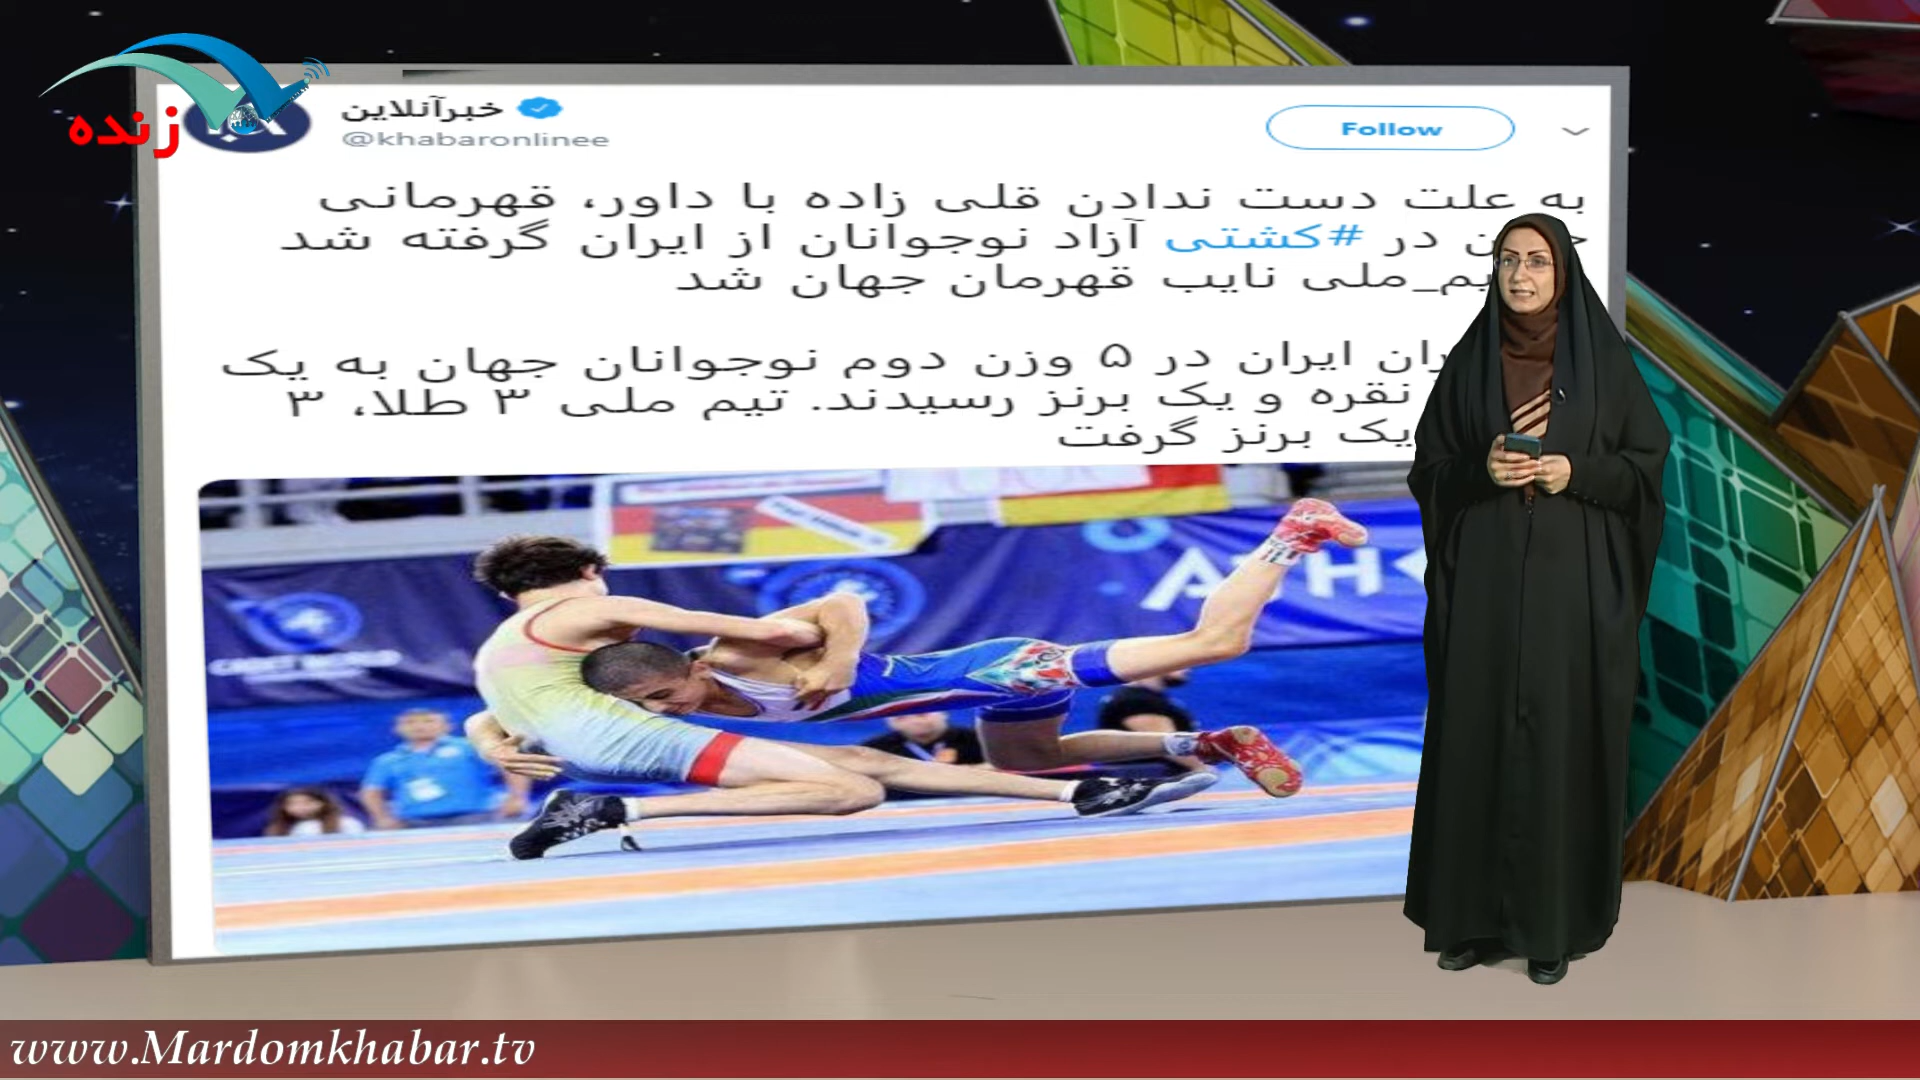 زنده
خبرآنلاین
@khabaronlinee
Follow
به علت دست ندادن قلی زاده با داور، قهرمانی
در #کشتی آزاد نوجوانان از ایران گرفته شد
ملی نایب قهرمان جهان شد
ایران در ۵ وزن دوم نوجوانان جهان به یک
نقره و یک برنز رسیدند. تیم ملی ۳ طلا، ۳
یک برنز گرفت
www.Mardomkhabar.tv